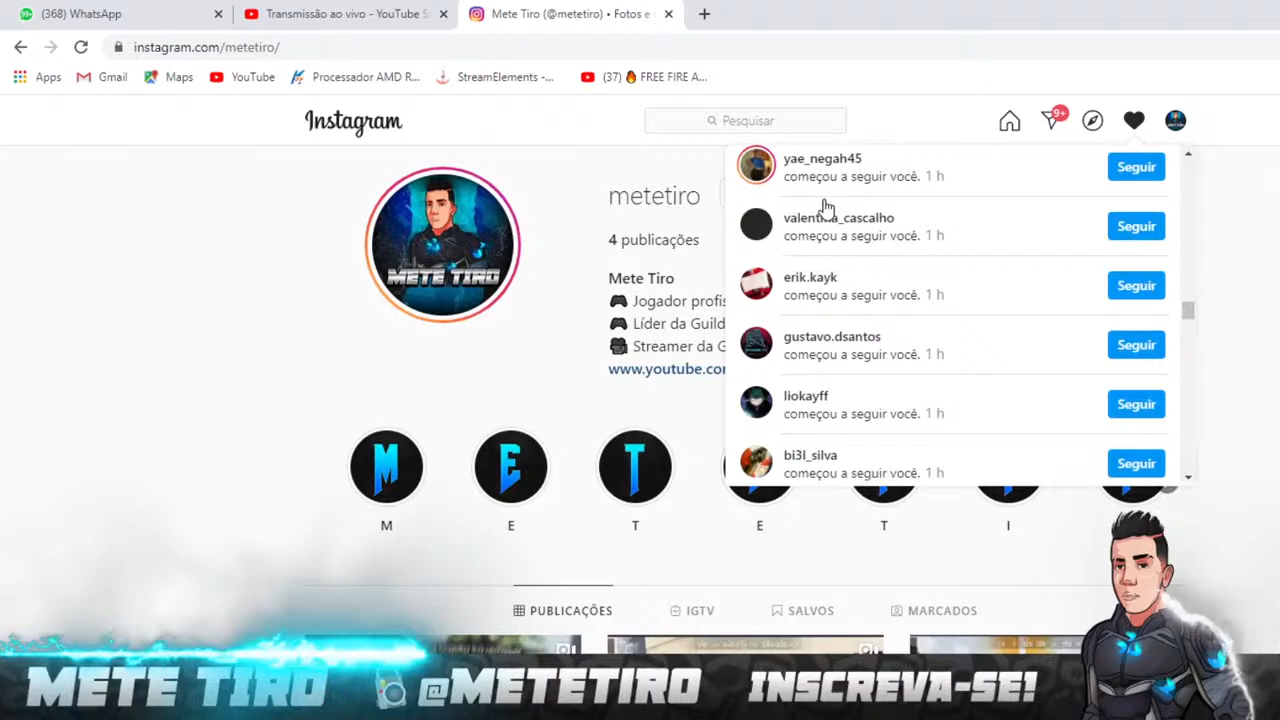 (368) WhatsApp
Transmissão ao vivo - YouTube S
Mete Tiro (@metetiro) • Fotos e
instagram.com/metetiro/
Apps
Gmail
Maps
YouTube
Processador AMD R...
StreamElements -...
(37) 🔥 FREE FIRE A...
Instagram
Pesquisar
9+
metetiro
4 publicações
Mete Tiro
🎮 Jogador profis
🎮 Líder da Guild
🎥 Streamer da G
www.youtube.co
METE TIRO
yae_negah45
começou a seguir você. 1 h
Seguir
valentina_cascalho
começou a seguir você. 1 h
Seguir
erik.kayk
começou a seguir você. 1 h
Seguir
gustavo.dsantos
começou a seguir você. 1 h
Seguir
liokayff
começou a seguir você. 1 h
Seguir
bi3l_silva
começou a seguir você. 1 h
Seguir
M E T
M E T E T I
PUBLICAÇÕES IGTV SALVOS MARCADOS
METE TIRO @METETIRO INSCREVA-SE!